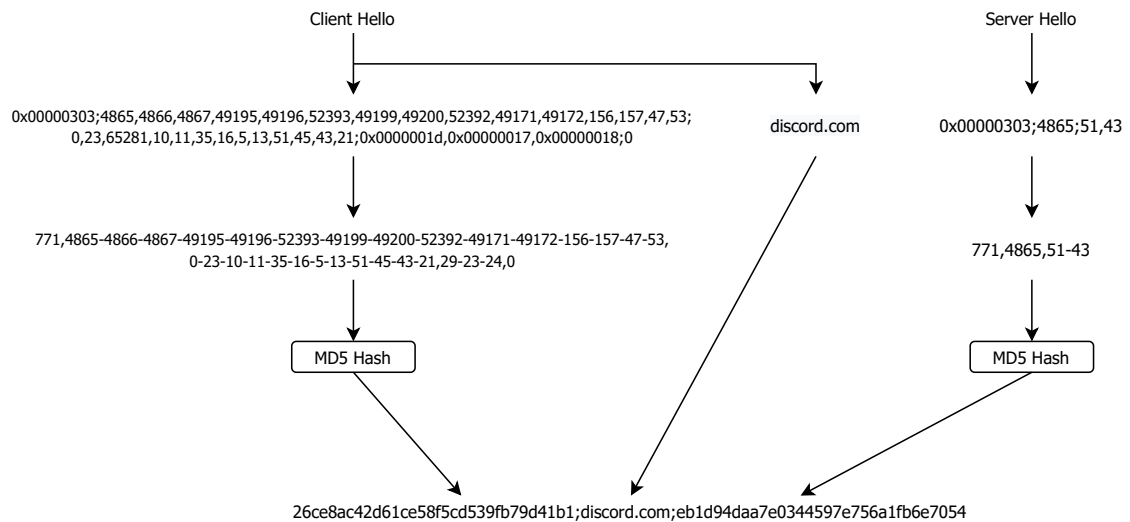 Client Hello
Server Hello
0x00000303;4865,4866,4867,49195,49196,52393,49199,49200,52392,49171,49172,156,157,47,53;
0,23,65281,10,11,35,16,5,13,51,45,43,21;0x0000001d,0x00000017,0x00000018;0
discord.com
0x00000303;4865;51,43
771,4865-4866-4867-49195-49196-52393-49199-49200-52392-49171-49172-156-157-47-53,
0-23-10-11-35-16-5-13-51-45-43-21,29-23-24,0
771,4865,51-43
MD5 Hash
MD5 Hash
26ce8ac42d61ce58f5cd539fb79d41b1;discord.com;eb1d94daa7e0344597e756a1fb6e7054